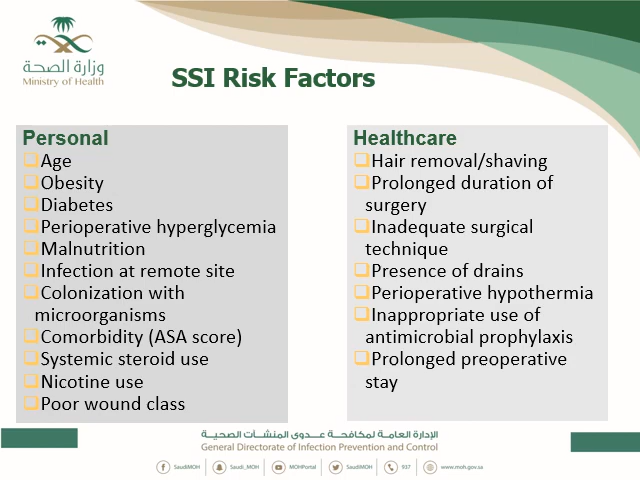 وزارة الصحة
Ministry of Health
SSI Risk Factors
Personal
Age
Obesity
Diabetes
Perioperative hyperglycemia
Malnutrition
Infection at remote site
Colonization with
microorganisms
Comorbidity (ASA score)
Systemic steroid use
Nicotine use
Poor wound class
Healthcare
Hair removal/shaving
Prolonged duration of
surgery
Inadequate surgical
technique
Presence of drains
Perioperative hypothermia
Inappropriate use of
antimicrobial prophylaxis
Prolonged preoperative
stay
الإدارة العامة لمكافحة عدوى المنشآت الصحية
General Directorate of Infection Prevention and Control
SaudiMOH
Saudi_MOH
MOHPortal
SaudiMOH
937
www.moh.gov.sa